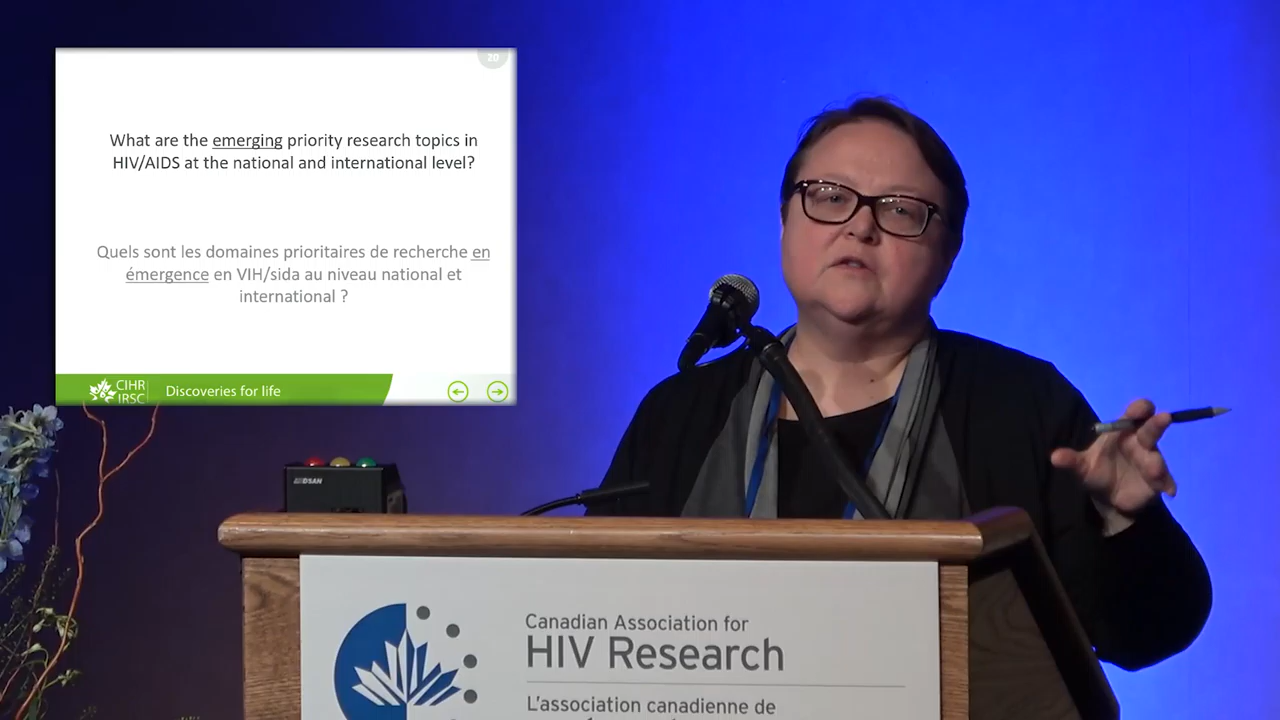 20
What are the emerging priority research topics in
HIV/AIDS at the national and international level?
Quels sont les domaines prioritaires de recherche en
émergence en VIH/sida au niveau national et
international ?
CIHR
IRSC
Discoveries for life
DSAN
Canadian Association for
HIV Research
L'association canadienne de